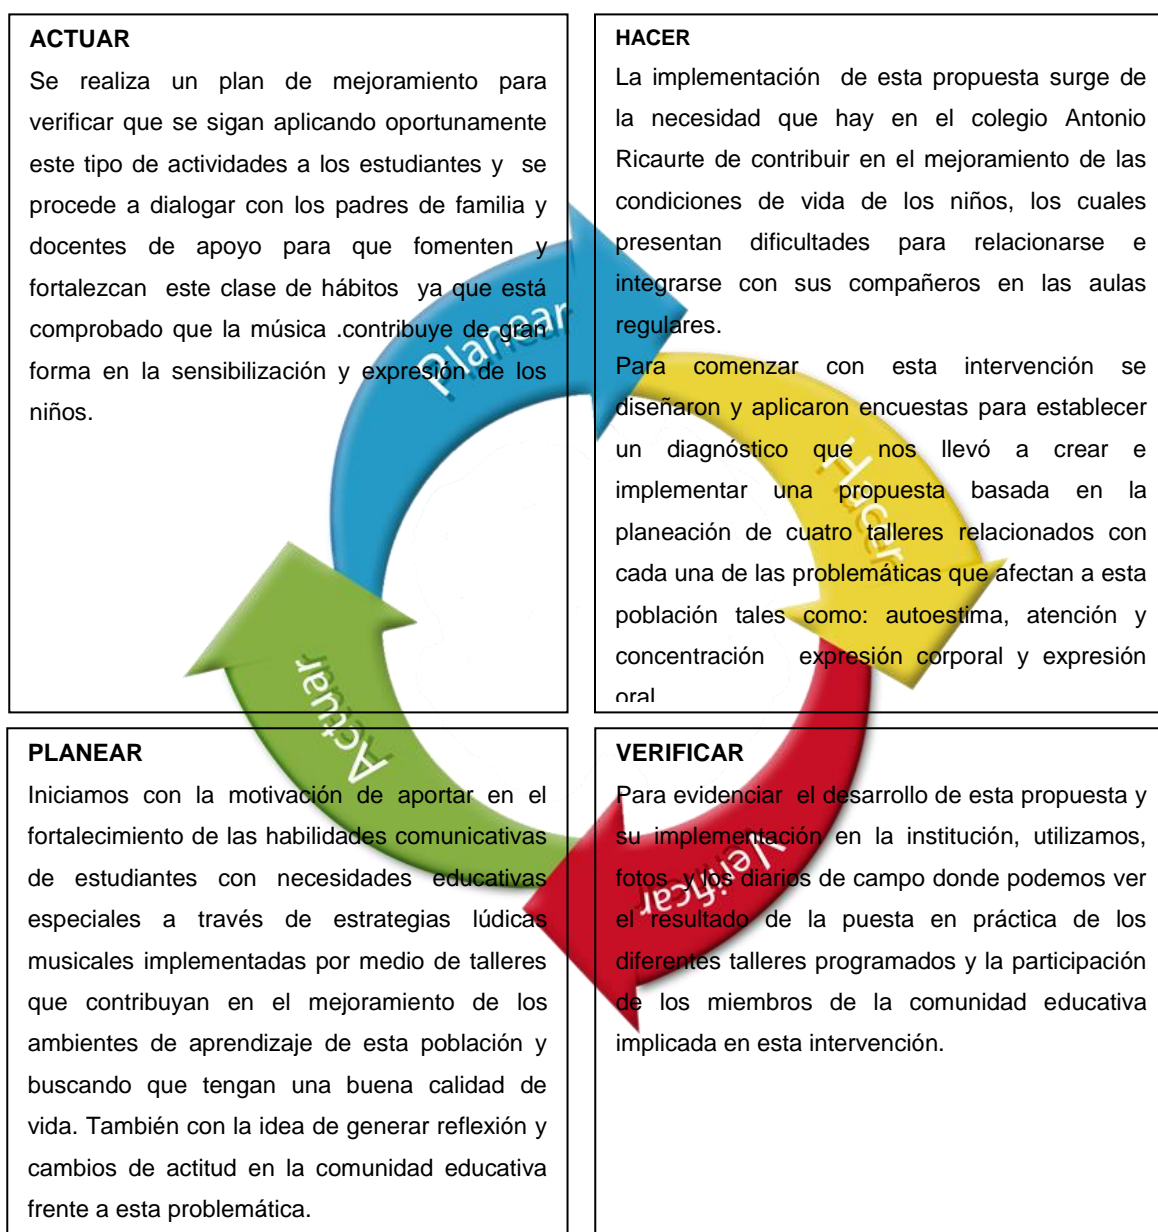 ACTUAR
Se realiza un plan de mejoramiento para
verificar que se sigan aplicando oportunamente
este tipo de actividades a los estudiantes y se
procede a dialogar con los padres de familia y
docentes de apoyo para que fomenten y
fortalezcan este clase de hábitos ya que está
comprobado que la música .contribuye de gran
forma en la sensibilización y expresión de los
niños.
HACER
La implementación de esta propuesta surge de
la necesidad que hay en el colegio Antonio
Ricaurte de contribuir en el mejoramiento de las
condiciones de vida de los niños, los cuales
presentan dificultades para relacionarse e
integrarse con sus compañeros en las aulas
regulares.
Para comenzar con esta intervención se
diseñaron y aplicaron encuestas para establecer
un diagnóstico que nos llevó a crear e
implementar una propuesta basada en la
planeación de cuatro talleres relacionados con
cada una de las problemáticas que afectan a esta
población tales como: autoestima, atención y
concentración expresión corporal y expresión
oral
Planear
Hacer
Actuar
Verificar
PLANEAR
Iniciamos con la motivación de aportar en el
fortalecimiento de las habilidades comunicativas
de estudiantes con necesidades educativas
especiales a través de estrategias lúdicas
musicales implementadas por medio de talleres
que contribuyan en el mejoramiento de los
ambientes de aprendizaje de esta población y
buscando que tengan una buena calidad de
vida. También con la idea de generar reflexión y
cambios de actitud en la comunidad educativa
frente a esta problemática.
VERIFICAR
Para evidenciar el desarrollo de esta propuesta y
su implementación en la institución, utilizamos,
fotos y los diarios de campo donde podemos ver
el resultado de la puesta en práctica de los
diferentes talleres programados y la participación
de los miembros de la comunidad educativa
implicada en esta intervención.